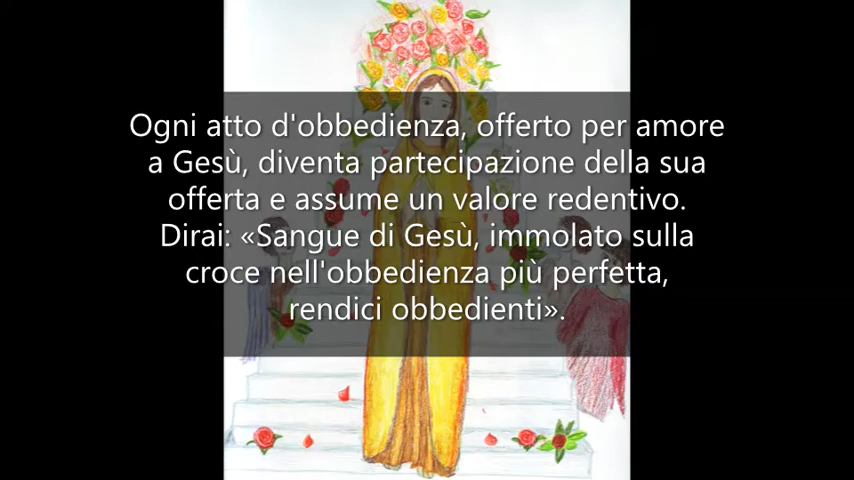 Ogni atto d'obbedienza, offerto per amore
a Gesù, diventa partecipazione della sua
offerta e assume un valore redentivo.
Dirai: «Sangue di Gesù, immolato sulla
croce nell'obbedienza più perfetta,
rendici obbedienti».